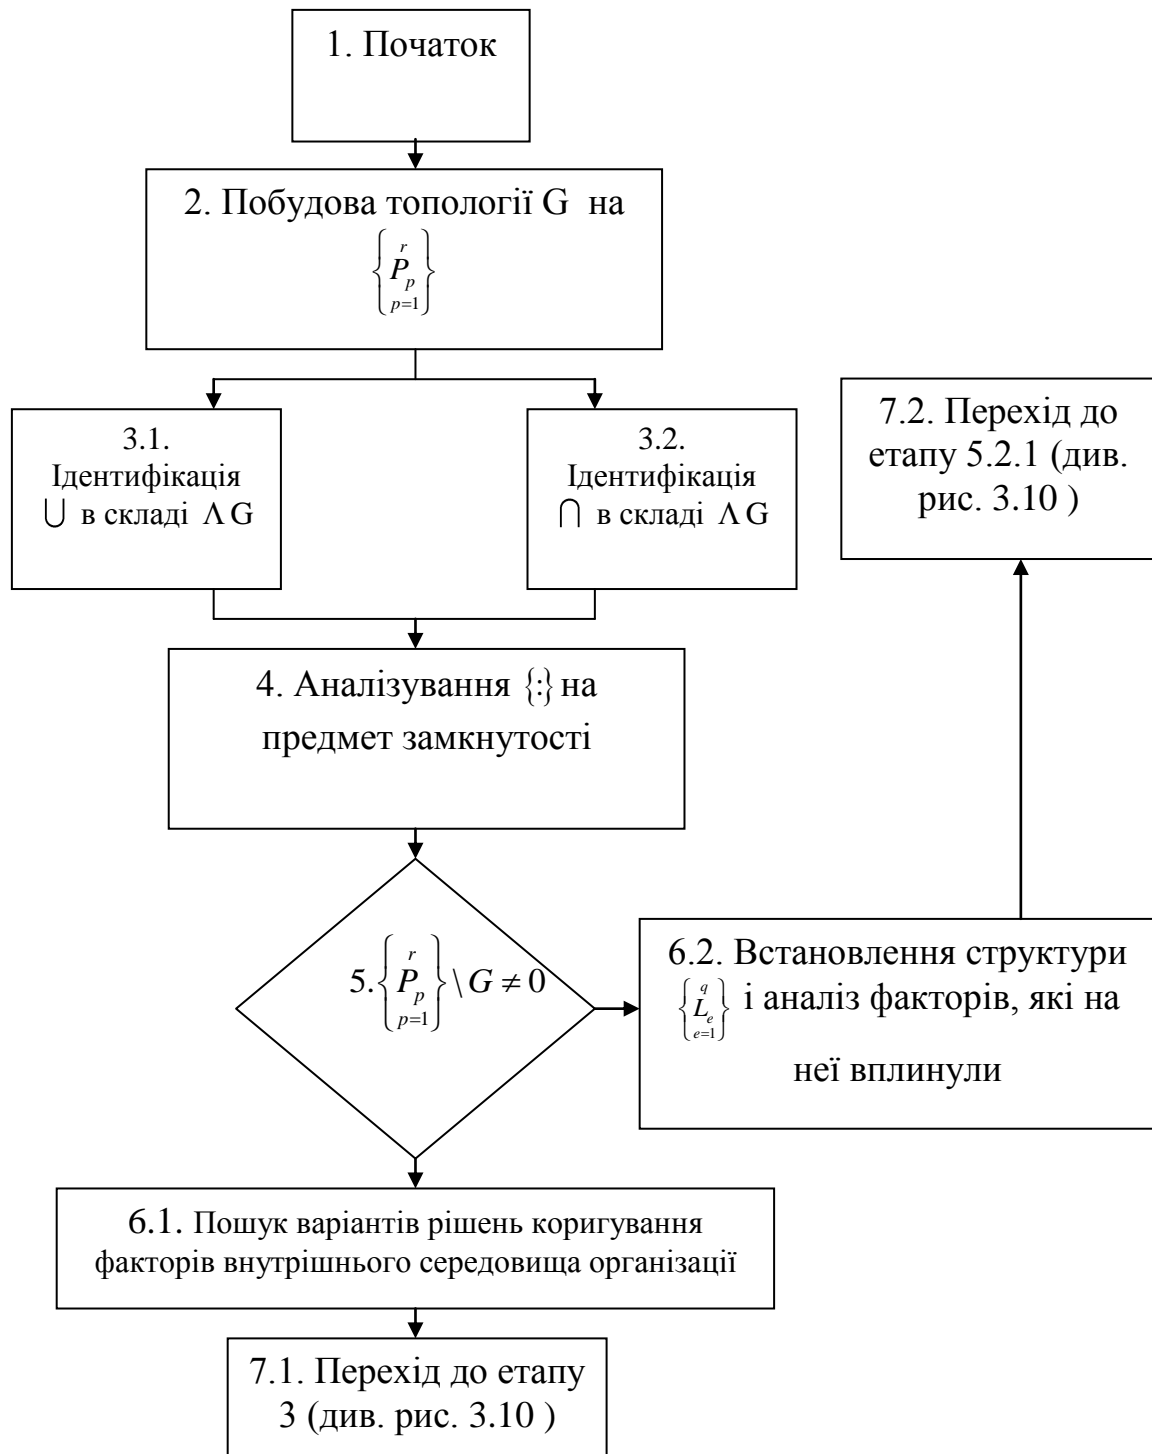 1. Початок
2. Побудова топології G на
{ r
P_p
p=1 }
3.1.
Ідентифікація
∪ в складі Λ G
3.2.
Ідентифікація
∩ в складі Λ G
7.2. Перехід до
етапу 5.2.1 (див.
рис. 3.10 )
4. Аналізування {:} на
предмет замкнутості
5. { r P_p p=1 } \ G ≠ 0
6.2. Встановлення структури
{ q L_e e=1 } і аналіз факторів, які на
неї вплинули
6.1. Пошук варіантів рішень коригування
факторів внутрішнього середовища організації
7.1. Перехід до етапу
3 (див. рис. 3.10 )